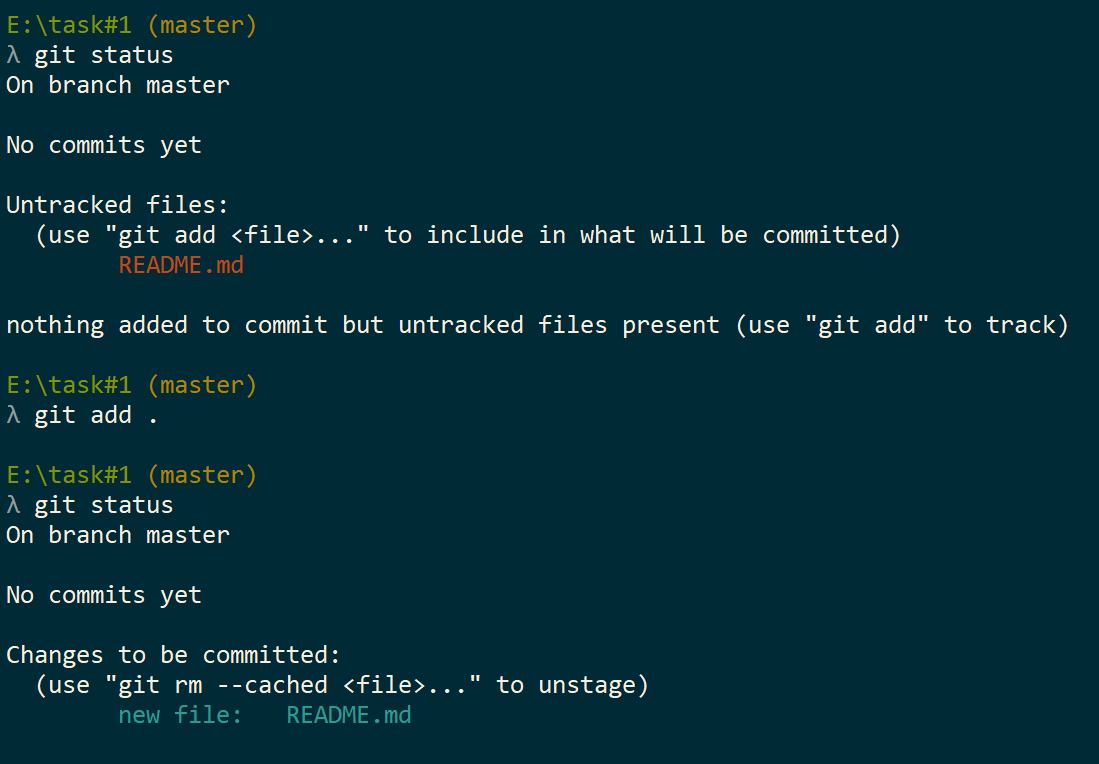 E:\task#1 (master)
λ git status
On branch master

No commits yet

Untracked files:
  (use "git add <file>..." to include in what will be committed)
        README.md

nothing added to commit but untracked files present (use "git add" to track)

E:\task#1 (master)
λ git add .

E:\task#1 (master)
λ git status
On branch master

No commits yet

Changes to be committed:
  (use "git rm --cached <file>..." to unstage)
        new file:   README.md